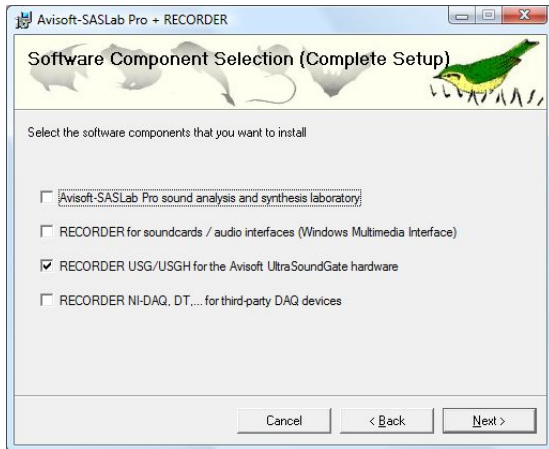 Avisoft-SASLab Pro + RECORDER
Software Component Selection (Complete Setup)
Select the software components that you want to install
Avisoft-SASLab Pro sound analysis and synthesis laboratory
RECORDER for soundcards / audio interfaces (Windows Multimedia Interface)
RECORDER USG/USGH for the Avisoft UltraSoundGate hardware
RECORDER NI-DAQ, DT,... for third-party DAQ devices
Cancel < Back Next >